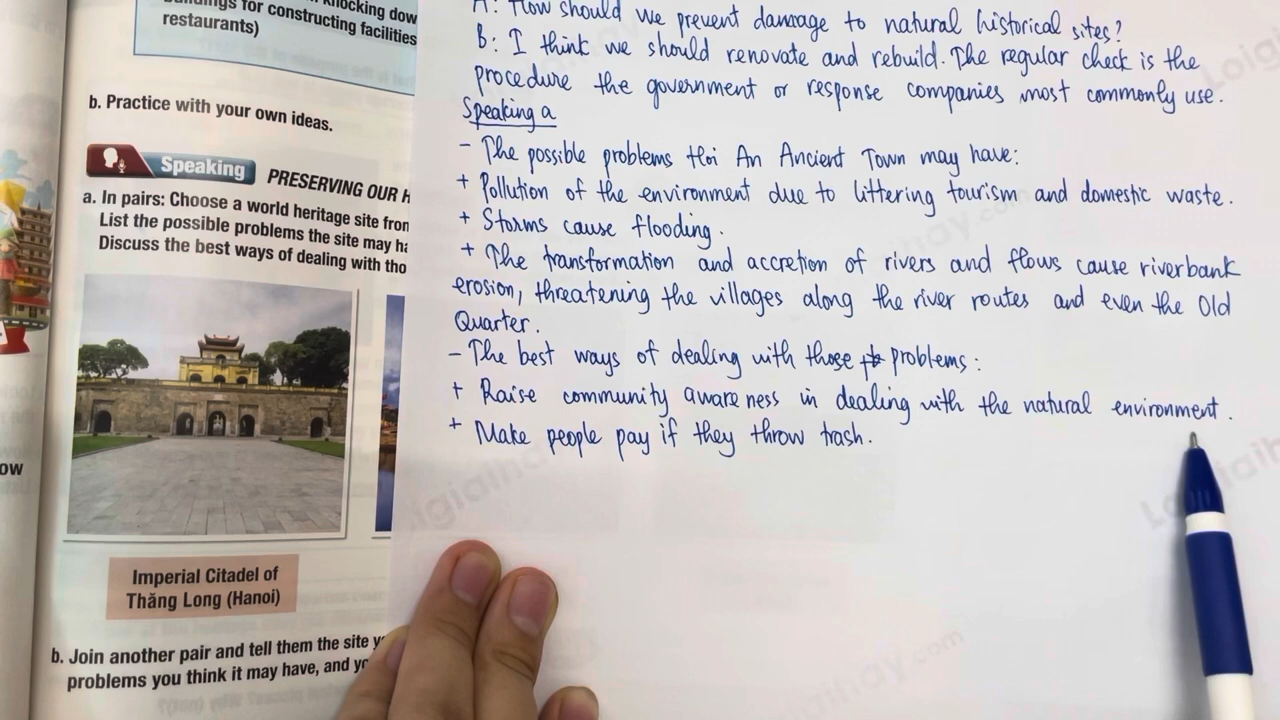 knocking dow
buildings for constructing facilities
restaurants)
b. Practice with your own ideas.
Speaking PRESERVING OUR H
a. In pairs: Choose a world heritage site from
List the possible problems the site may ha
Discuss the best ways of dealing with tho
Imperial Citadel of
Thăng Long (Hanoi)
b. Join another pair and tell them the site y
problems you think it may have, and yo
ow
A: How should we prevent damage to natural historical sites?
B: I think we should renovate and rebuild. The regular check is the
procedure the government or response companies most commonly use.
Speaking a
- The possible problems Hoi An Ancient Town may have:
+ Pollution of the environment due to littering tourism and domestic waste.
+ Storms cause flooding.
+ The transformation and accretion of rivers and flows cause riverbank
erosion, threatening the villages along the river routes and even the Old
Quarter.
- The best ways of dealing with those problems:
+ Raise community awareness in dealing with the natural environment.
+ Make people pay if they throw trash.